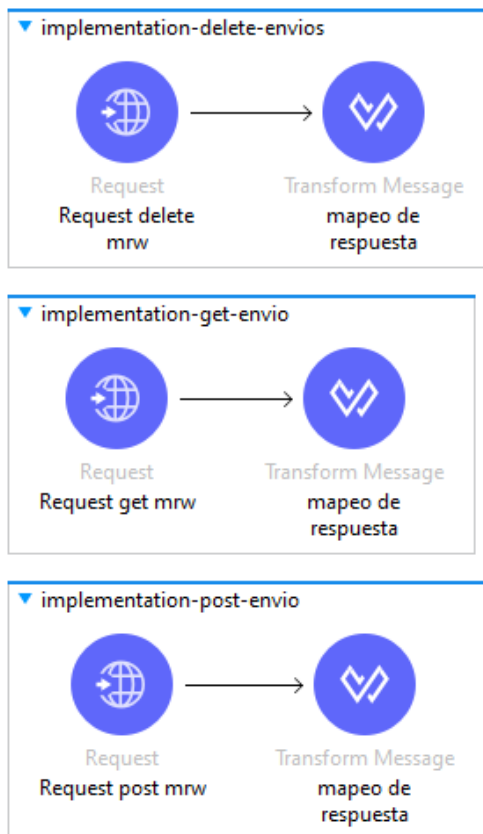 implementation-delete-envios
Request
Transform Message
Request delete
mrw
mapeo de
respuesta
implementation-get-envio
Request
Transform Message
Request get mrw
mapeo de
respuesta
implementation-post-envio
Request
Transform Message
Request post mrw
mapeo de
respuesta